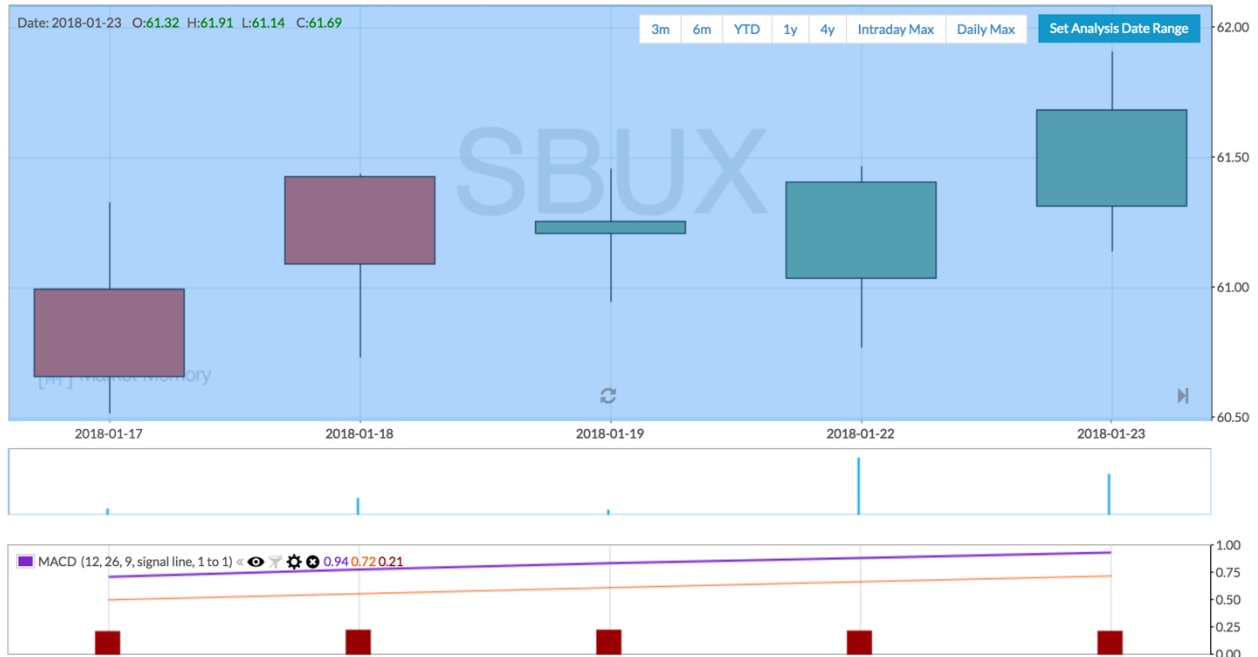 Date: 2018-01-23 O:61.32 H:61.91 L:61.14 C:61.69
3m 6m YTD 1y 4y Intraday Max Daily Max Set Analysis Date Range
62.00
SBUX
61.50
61.00
[M] Market Memory
60.50
2018-01-17 2018-01-18 2018-01-19 2018-01-22 2018-01-23
MACD (12, 26, 9, signal line, 1 to 1) « 0.94 0.72 0.21
1.00
0.75
0.50
0.25
0.00